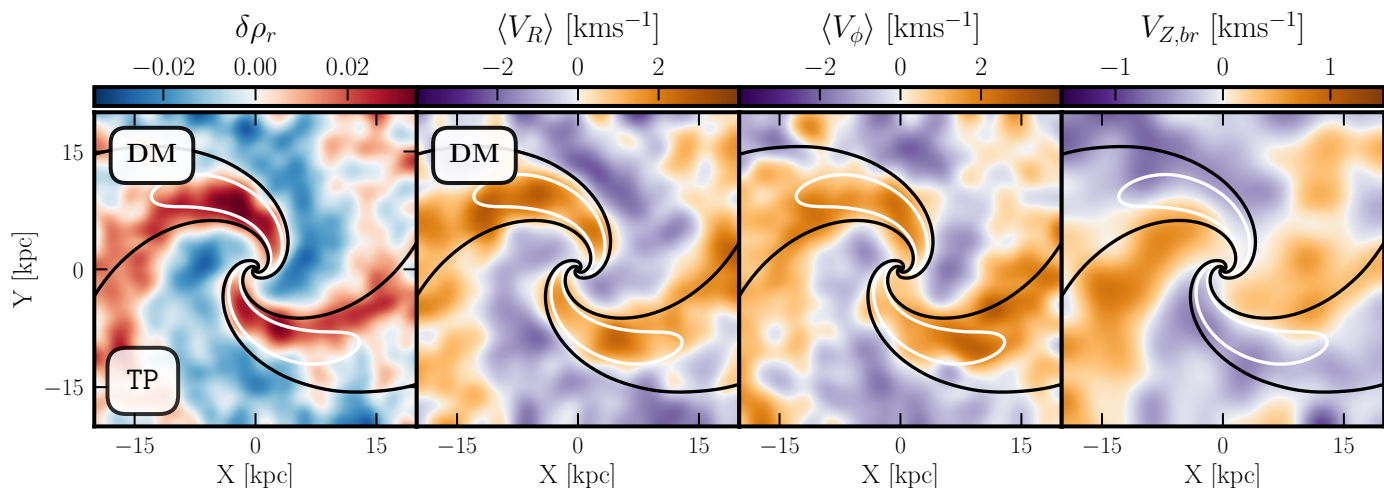 δρ_r ⟨V_R⟩ [kms⁻¹] ⟨V_ϕ⟩ [kms⁻¹] V_{Z,br} [kms⁻¹]
−0.02 0.00 0.02 −2 0 2 −2 0 2 −1 0 1
DM DM
15
0
−15
Y [kpc]
TP
−15 0 15 −15 0 15 −15 0 15 −15 0 15
X [kpc] X [kpc] X [kpc] X [kpc]